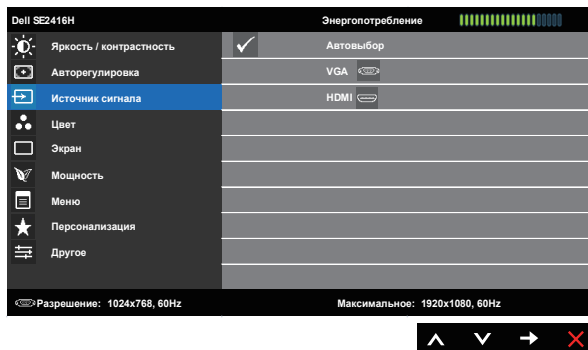 Dell SE2416H Энергопотребление
Яркость / контрастность Автовыбор
Авторегулировка VGA
Источник сигнала HDMI
Цвет
Экран
Мощность
Меню
Персонализация
Другое
Разрешение: 1024x768, 60Hz Максимальное: 1920x1080, 60Hz